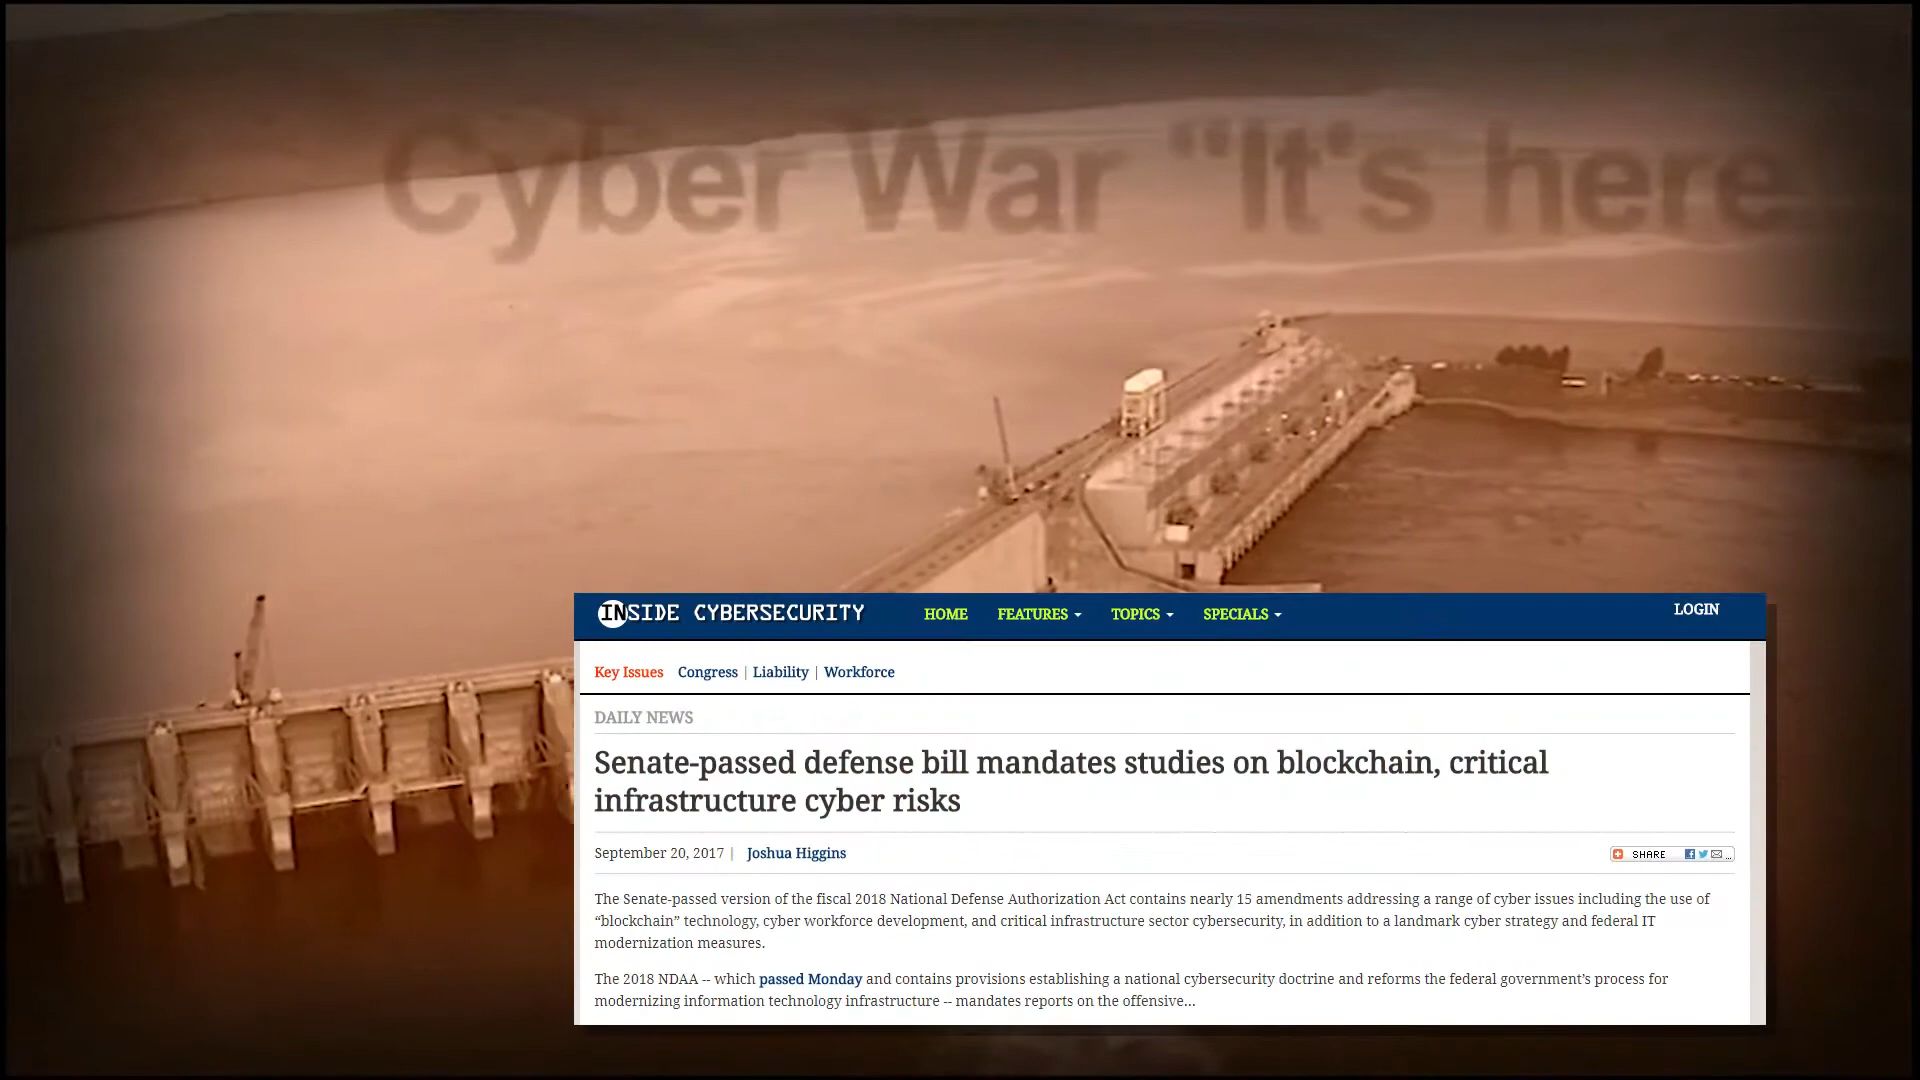 Cyber War "It's here
INSIDE CYBERSECURITY
HOME
FEATURES
TOPICS
SPECIALS
LOGIN
Key Issues Congress | Liability | Workforce
DAILY NEWS
Senate-passed defense bill mandates studies on blockchain, critical
infrastructure cyber risks
September 20, 2017 | Joshua Higgins
SHARE
The Senate-passed version of the fiscal 2018 National Defense Authorization Act contains nearly 15 amendments addressing a range of cyber issues including the use of
“blockchain” technology, cyber workforce development, and critical infrastructure sector cybersecurity, in addition to a landmark cyber strategy and federal IT
modernization measures.
The 2018 NDAA -- which passed Monday and contains provisions establishing a national cybersecurity doctrine and reforms the federal government’s process for
modernizing information technology infrastructure -- mandates reports on the offensive...